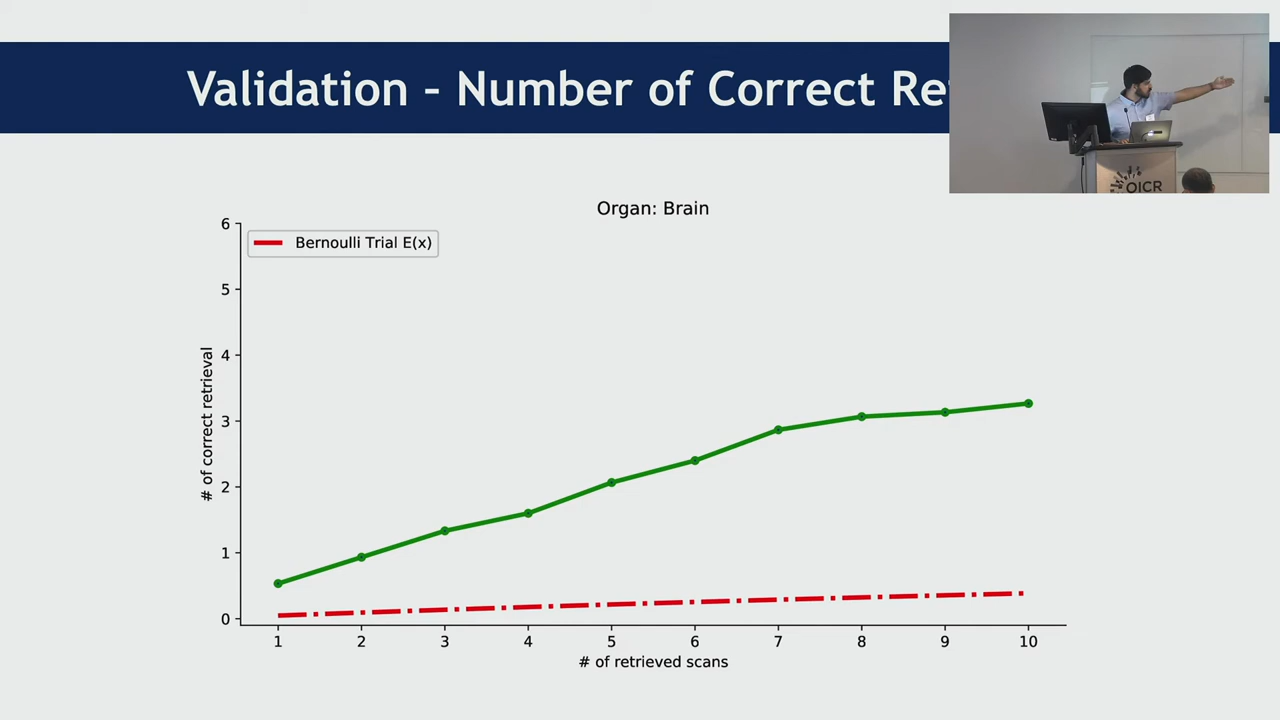 Validation – Number of Correct Re
OICR
Organ: Brain
Bernoulli Trial E(x)
# of correct retrieval
6
5
4
3
2
1
0
1 2 3 4 5 6 7 8 9 10
# of retrieved scans